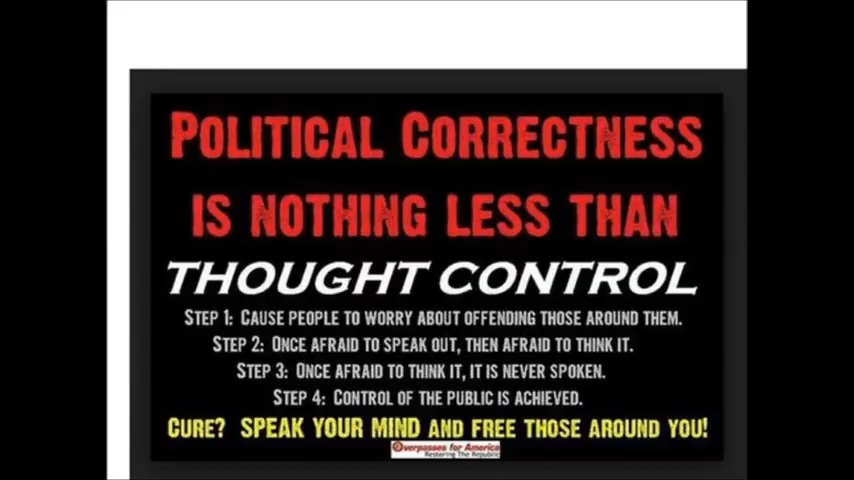 POLITICAL CORRECTNESS
IS NOTHING LESS THAN
THOUGHT CONTROL
STEP 1: CAUSE PEOPLE TO WORRY ABOUT OFFENDING THOSE AROUND THEM.
STEP 2: ONCE AFRAID TO SPEAK OUT, THEN AFRAID TO THINK IT.
STEP 3: ONCE AFRAID TO THINK IT, IT IS NEVER SPOKEN.
STEP 4: CONTROL OF THE PUBLIC IS ACHIEVED.
CURE? SPEAK YOUR MIND AND FREE THOSE AROUND YOU!
Overpasses for America
Restoring The Republic